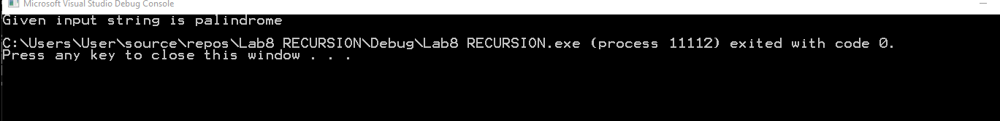 Microsoft Visual Studio Debug Console
Given input string is palindrome
C:\Users\User\source\repos\Lab8 RECURSION\Debug\Lab8 RECURSION.exe (process 11112) exited with code 0.
Press any key to close this window . . .